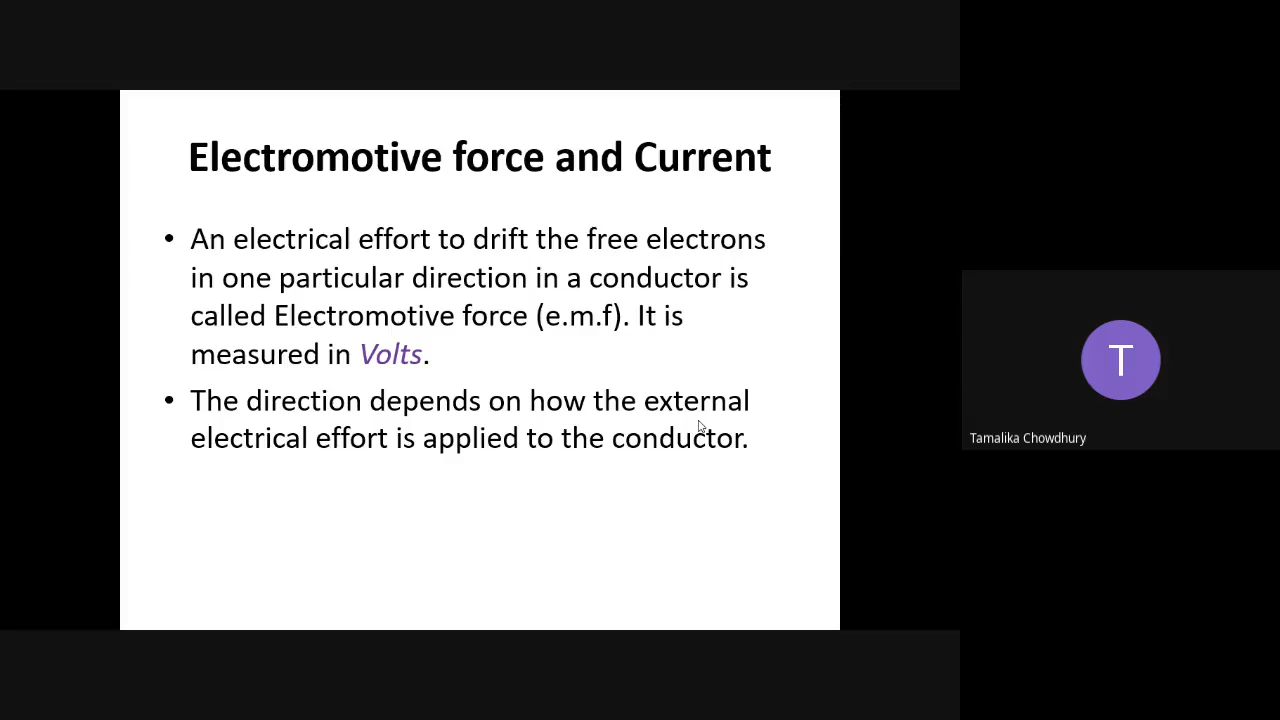 Electromotive force and Current
• An electrical effort to drift the free electrons
in one particular direction in a conductor is
called Electromotive force (e.m.f). It is
measured in Volts.
• The direction depends on how the external
electrical effort is applied to the conductor.
T
Tamalika Chowdhury